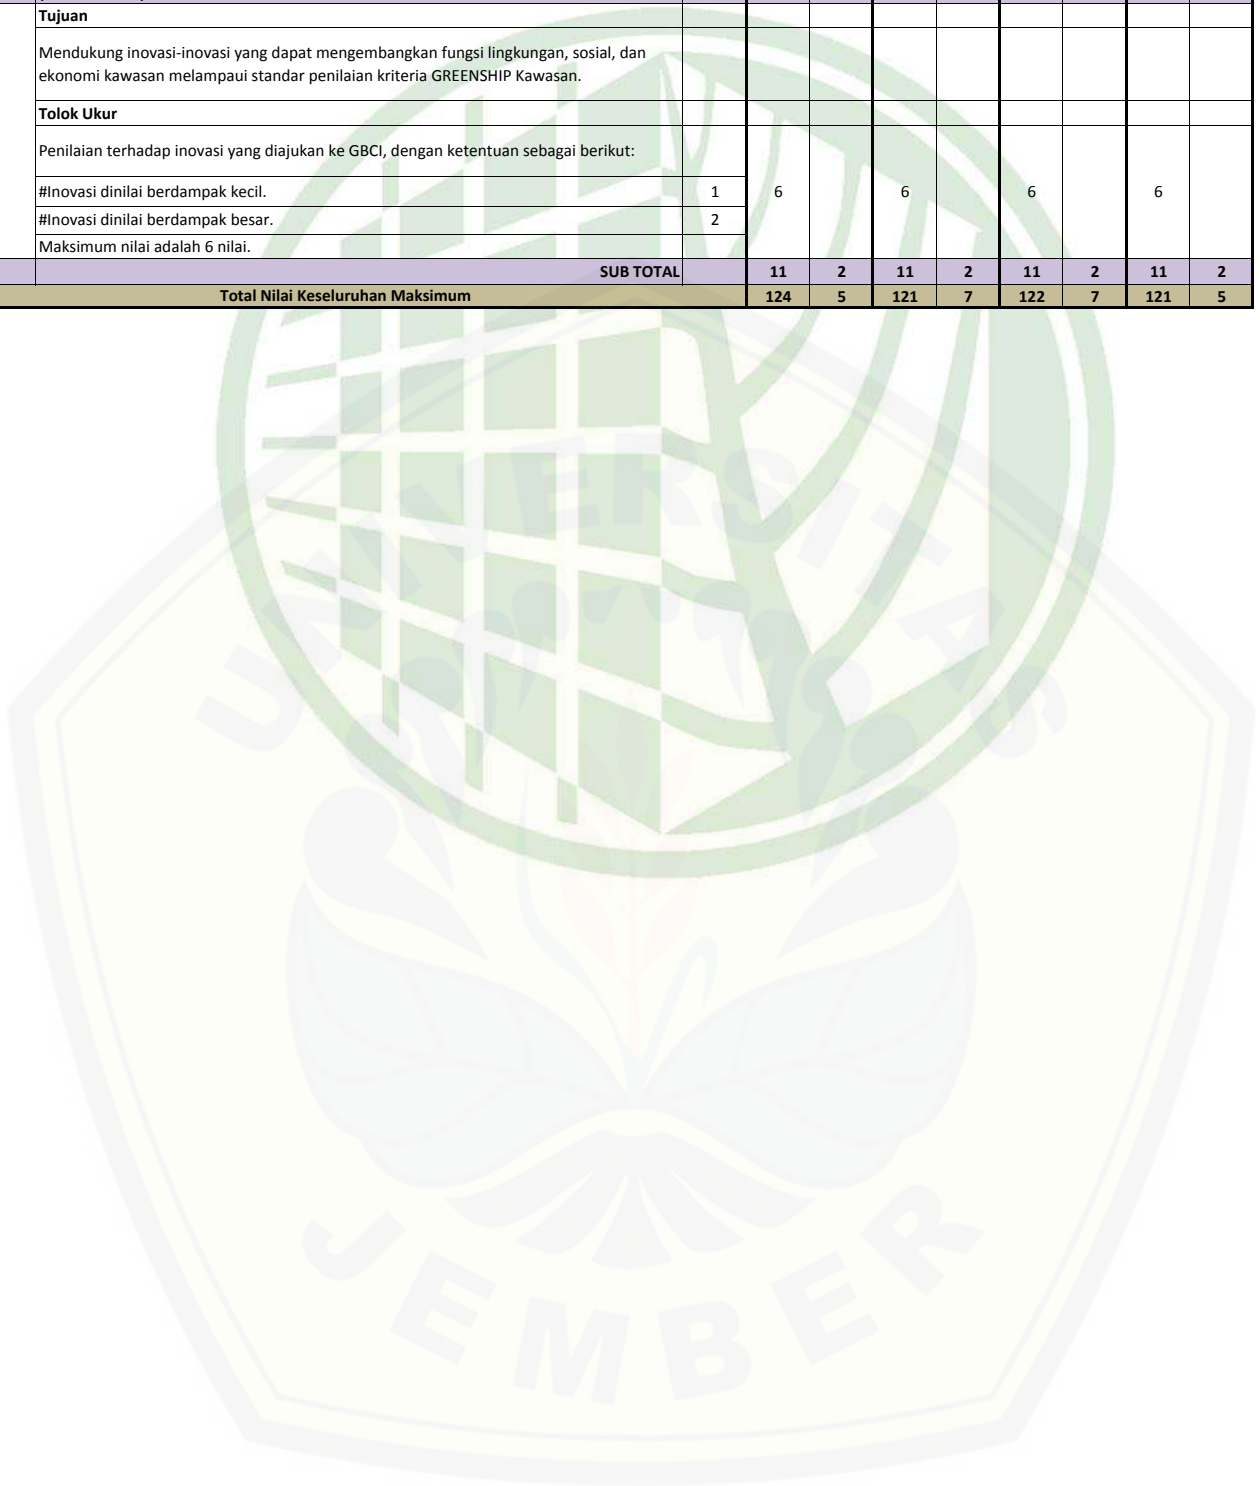 Tujuan
Mendukung inovasi-inovasi yang dapat mengembangkan fungsi lingkungan, sosial, dan
ekonomi kawasan melampaui standar penilaian kriteria GREENSHIP Kawasan.
Tolok Ukur
Penilaian terhadap inovasi yang diajukan ke GBCI, dengan ketentuan sebagai berikut:
#Inovasi dinilai berdampak kecil. 1 6 6 6 6
#Inovasi dinilai berdampak besar. 2
Maksimum nilai adalah 6 nilai.
SUB TOTAL 11 2 11 2 11 2 11 2
Total Nilai Keseluruhan Maksimum 124 5 121 7 122 7 121 5
UNIVERSITAS
JEMBER